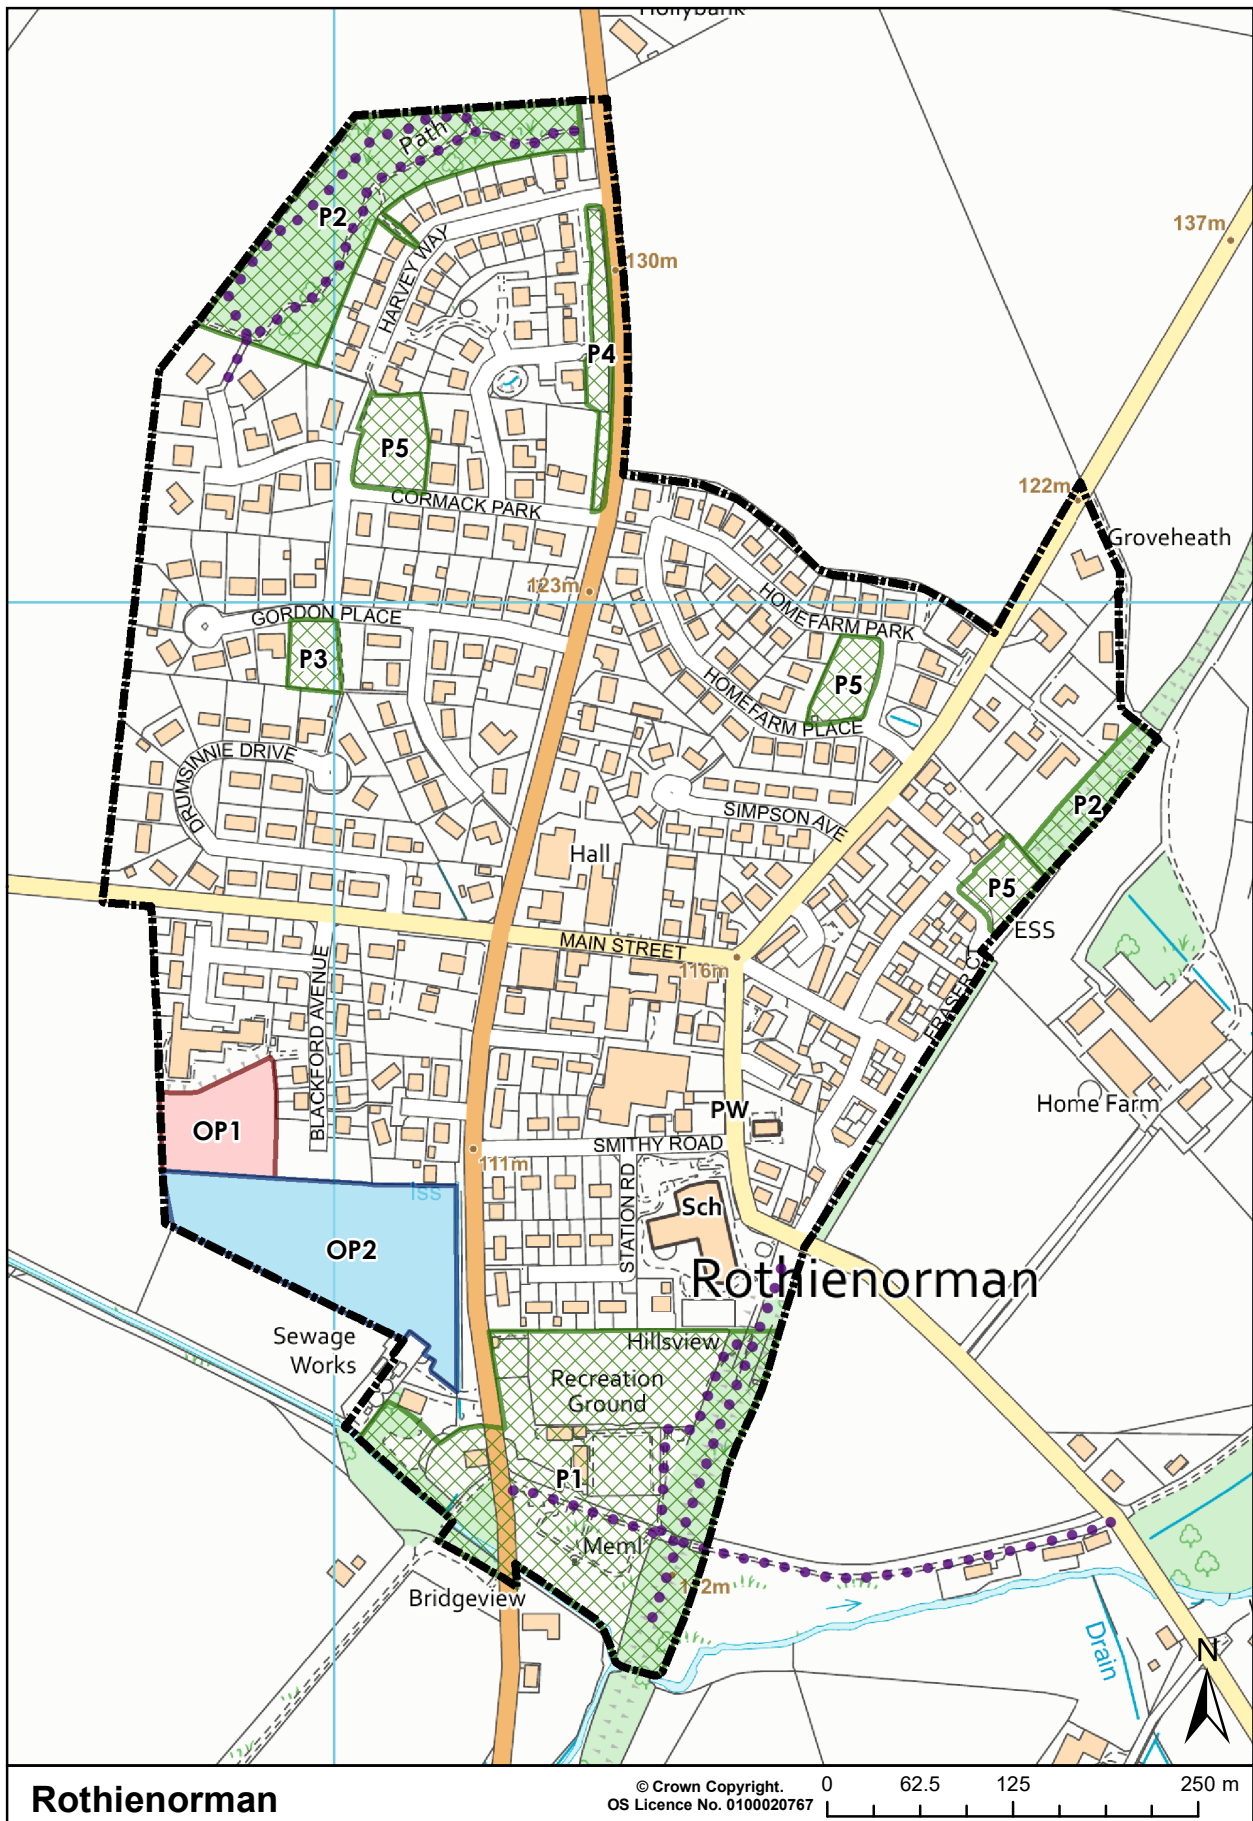 Hollybank
Path
P2
137m
HARVEY WAY
130m
P4
P5
CORMACK PARK
122m
Groveheath
123m
HOMEFARM PARK
GORDON PLACE
P3
P5
HOMEFARM PLACE
DRUMSINNIE DRIVE
SIMPSON AVE
P2
Hall
P5
ESS
MAIN STREET
116m
BLACKFORD AVENUE
FRASER CT
Home Farm
PW
OP1
SMITHY ROAD
111m
Iss
STATION RD
Sch
OP2
Rothienorman
Sewage
Works
Hillsview
Recreation
Ground
P1
Meml
Bridgeview
Drain
N
Rothienorman
© Crown Copyright.
OS Licence No. 0100020767
0 62.5 125 250 m